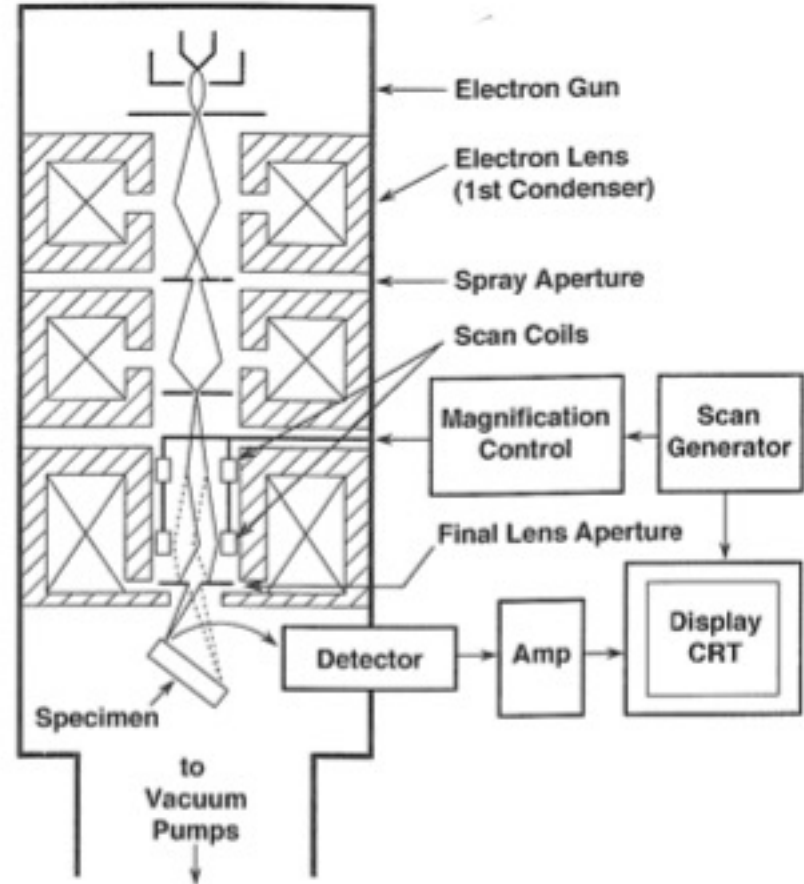 Electron Gun
Electron Lens
(1st Condenser)
Spray Aperture
Scan Coils
Magnification
Control
Scan
Generator
Final Lens Aperture
Display
CRT
Amp
Detector
Specimen
to
Vacuum
Pumps